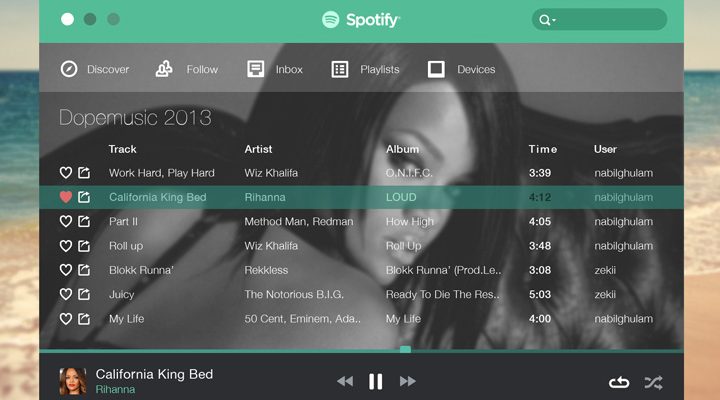 Spotify
Discover Follow Inbox Playlists Devices
Dopemusic 2013
Track Artist Album Time User
Work Hard, Play Hard Wiz Khalifa O.N.I.F.C. 3:39 nabilghulam
California King Bed Rihanna LOUD 4:12 nabilghulam
Part II Method Man, Redman How High 4:05 nabilghulam
Roll up Wiz Khalifa Roll Up 3:48 nabilghulam
Blokk Runna' Rekkless Blokk Runna' (Prod.Le.. 3:08 zekii
Juicy The Notorious B.I.G. Ready To Die The Res.. 5:03 zekii
My Life 50 Cent, Eminem, Ada.. My Life 4:00 nabilghulam
California King Bed
Rihanna